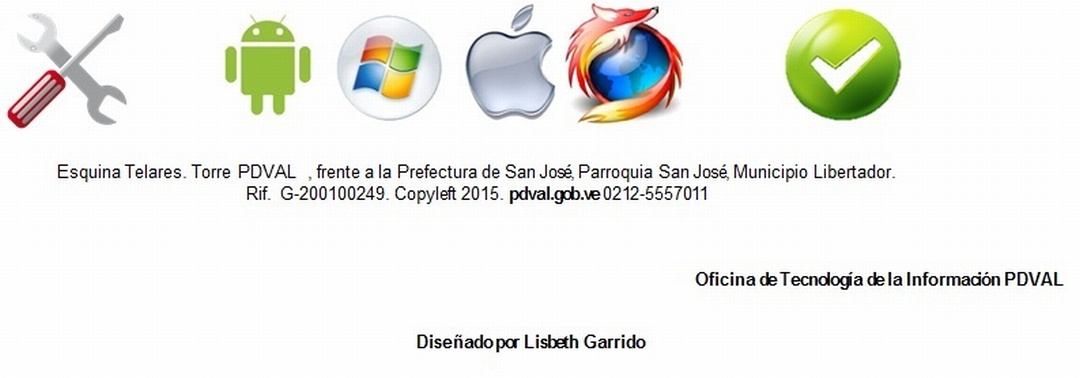 Esquina Telares. Torre PDVAL , frente a la Prefectura de San José, Parroquia San José, Municipio Libertador.
Rif. G-200100249. Copyleft 2015. pdval.gob.ve 0212-5557011
Oficina de Tecnología de la Información PDVAL
Diseñado por Lisbeth Garrido